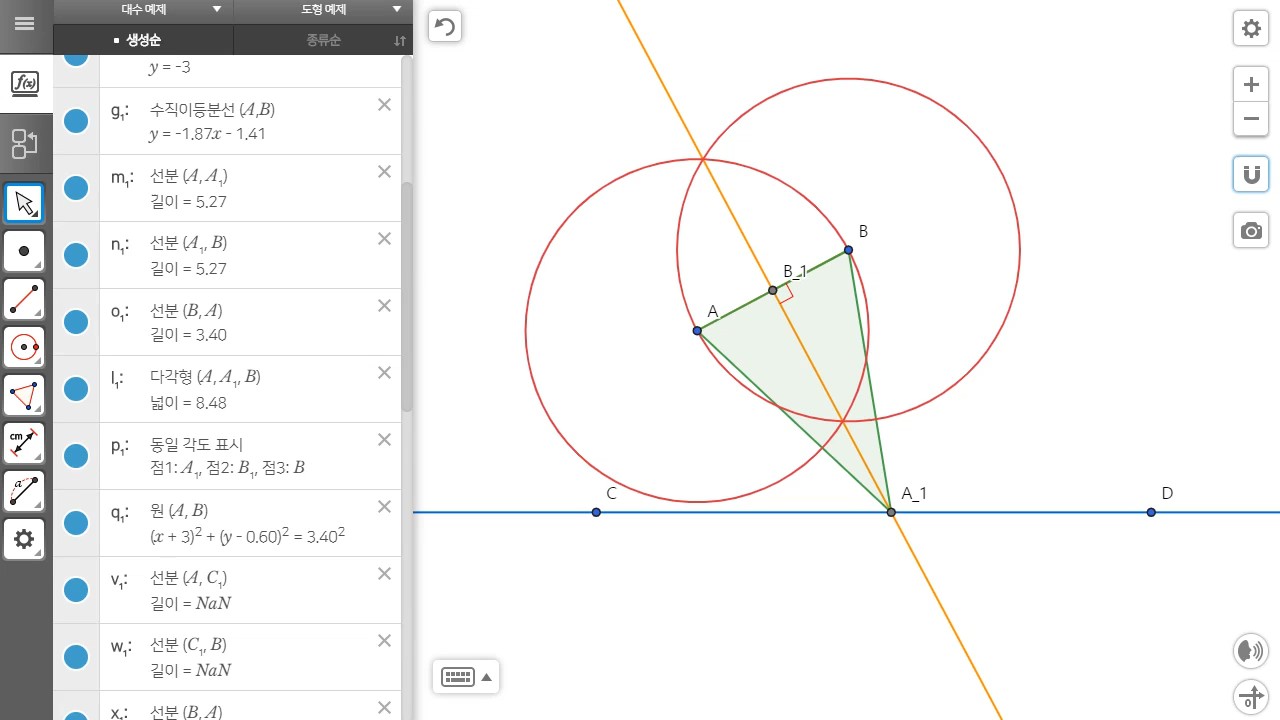 대수 예제 ▼ 도형 예제 ▼
▪ 생성순 종류순
f(x)
y = -3
g₁: 수직이등분선 (A,B)
y = -1.87x - 1.41
m₁: 선분 (A, A₁)
길이 = 5.27
n₁: 선분 (A₁, B)
길이 = 5.27
o₁: 선분 (B, A)
길이 = 3.40
l₁: 다각형 (A, A₁, B)
넓이 = 8.48
p₁: 동일 각도 표시
점1: A₁, 점2: B₁, 점3: B
q₁: 원 (A, B)
(x + 3)² + (y - 0.60)² = 3.40²
v₁: 선분 (A, C₁)
길이 = NaN
w₁: 선분 (C₁, B)
길이 = NaN
x₁: 선분 (B, A)
cm
a
B
B_1
A
C
A_1
D
0